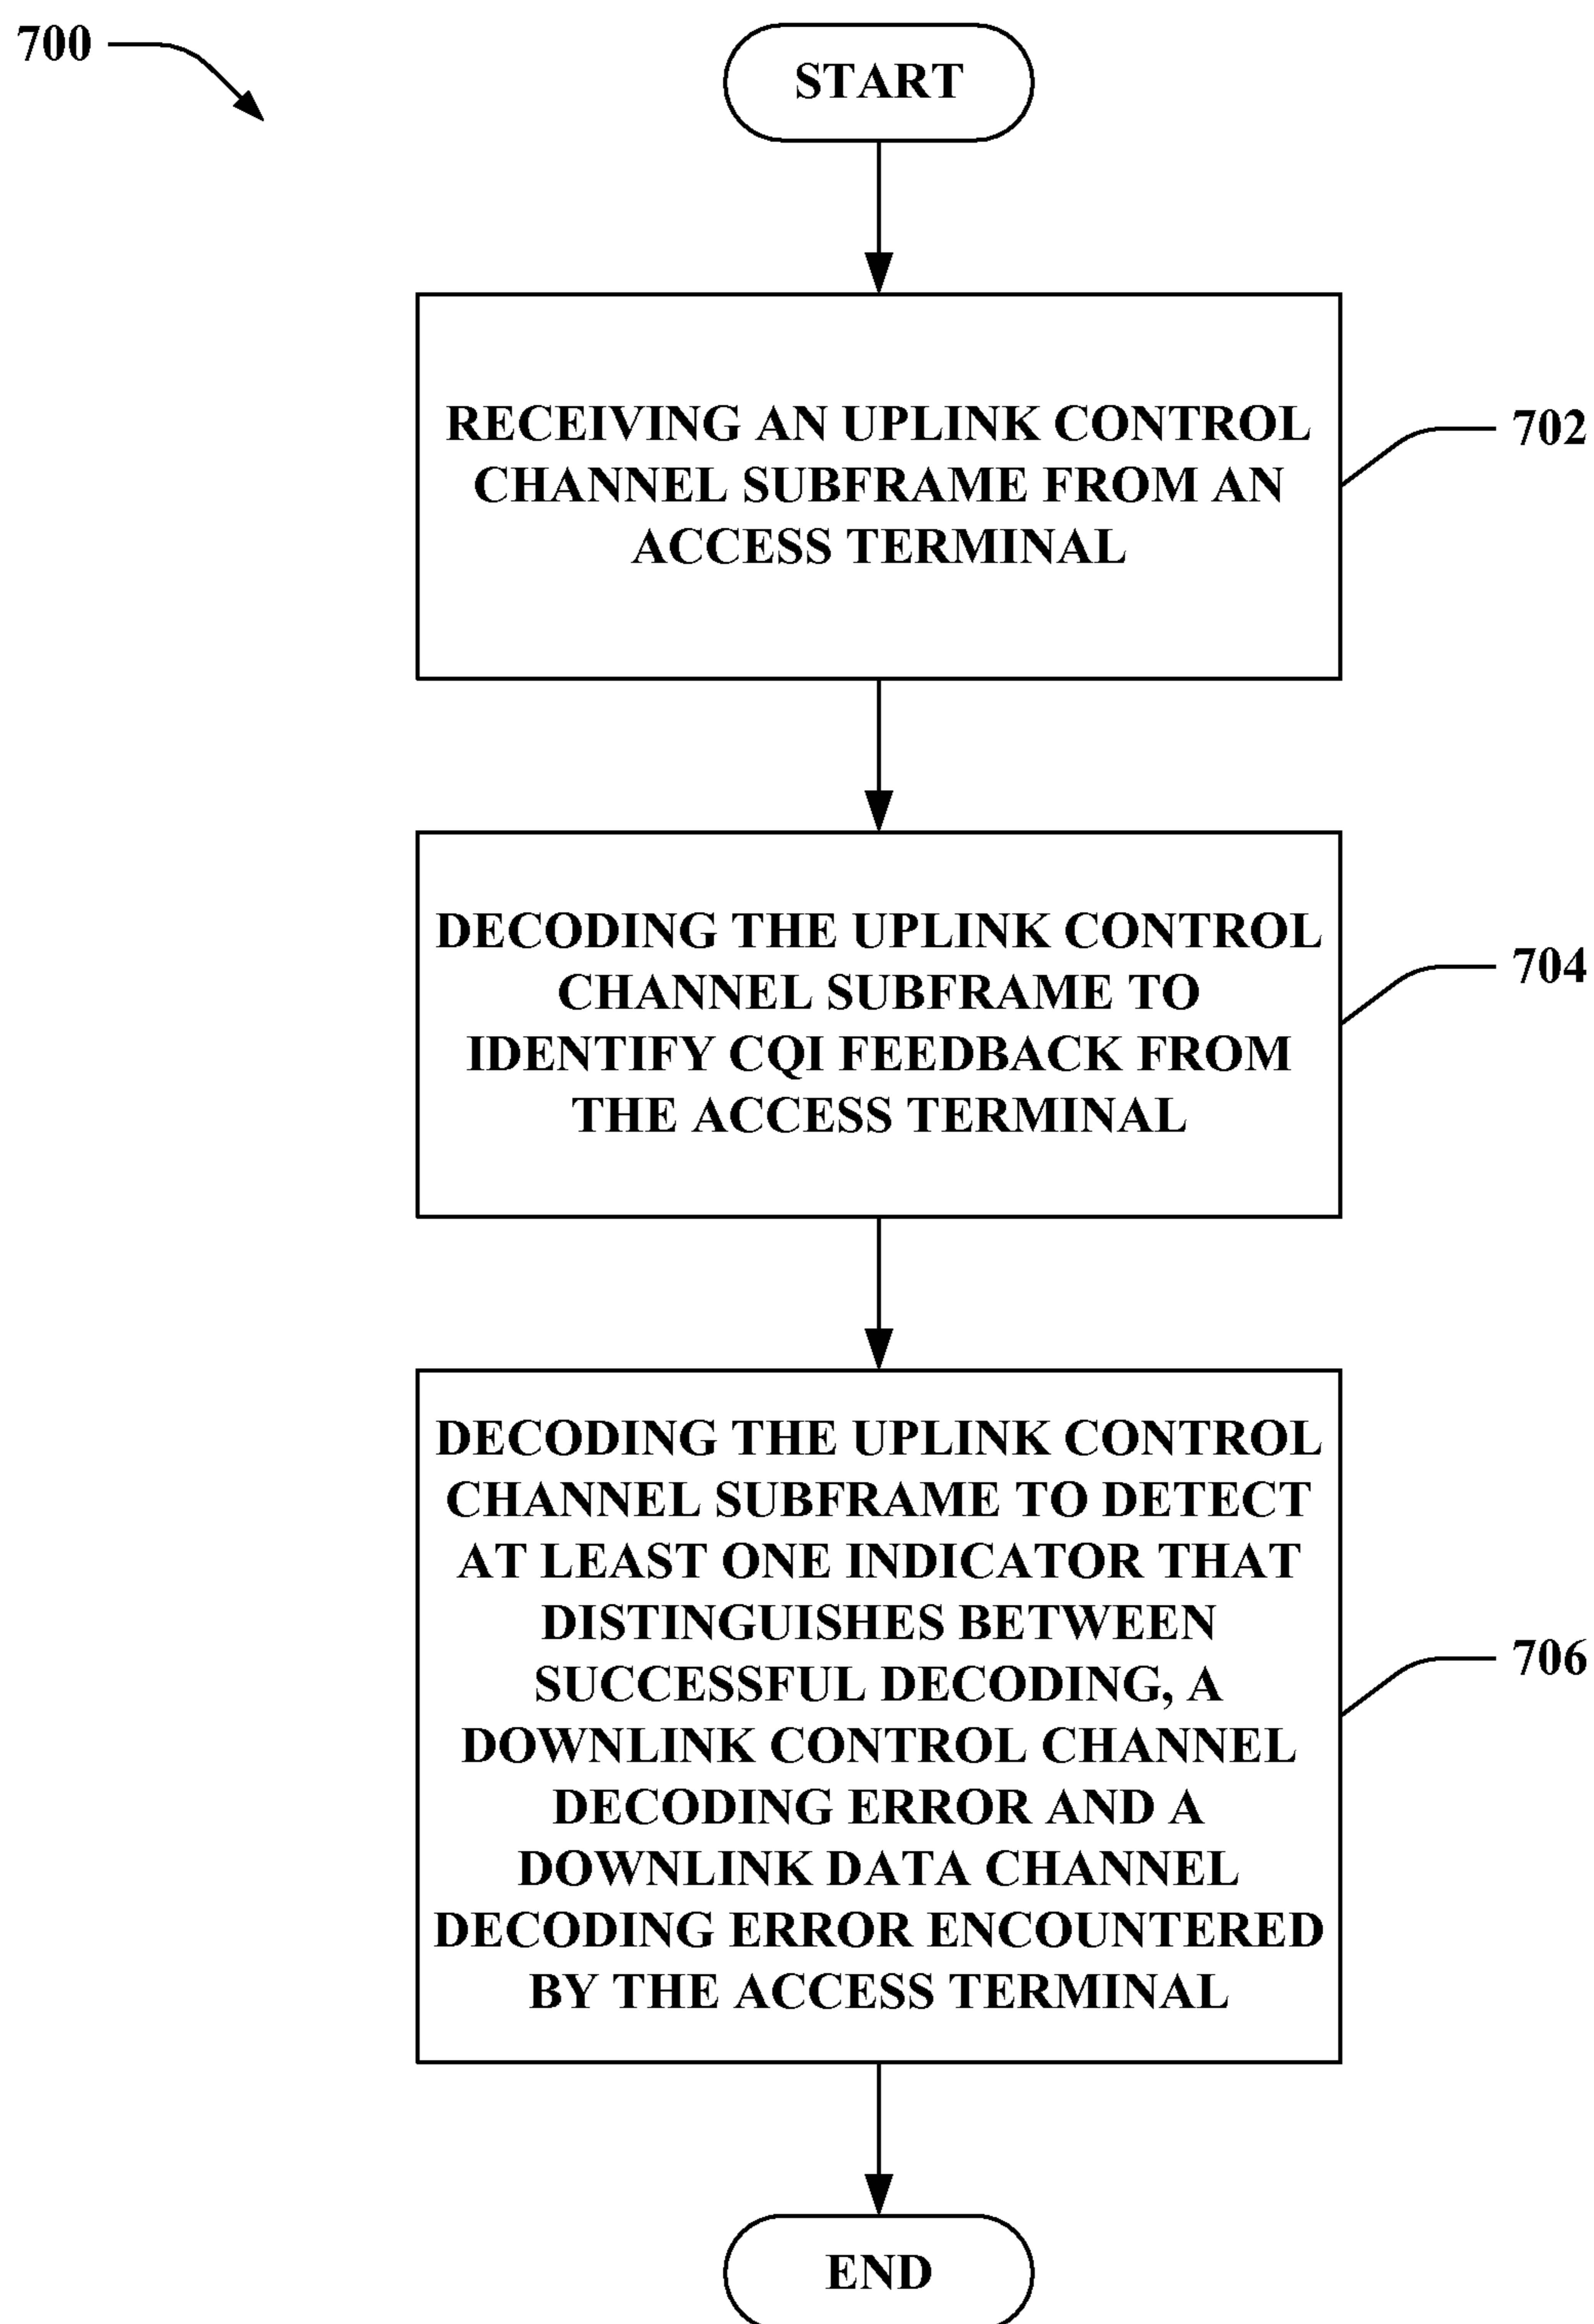 700
START
RECEIVING AN UPLINK CONTROL
CHANNEL SUBFRAME FROM AN
ACCESS TERMINAL
702
DECODING THE UPLINK CONTROL
CHANNEL SUBFRAME TO
IDENTIFY CQI FEEDBACK FROM
THE ACCESS TERMINAL
704
DECODING THE UPLINK CONTROL
CHANNEL SUBFRAME TO DETECT
AT LEAST ONE INDICATOR THAT
DISTINGUISHES BETWEEN
SUCCESSFUL DECODING, A
DOWNLINK CONTROL CHANNEL
DECODING ERROR AND A
DOWNLINK DATA CHANNEL
DECODING ERROR ENCOUNTERED
BY THE ACCESS TERMINAL
706
END